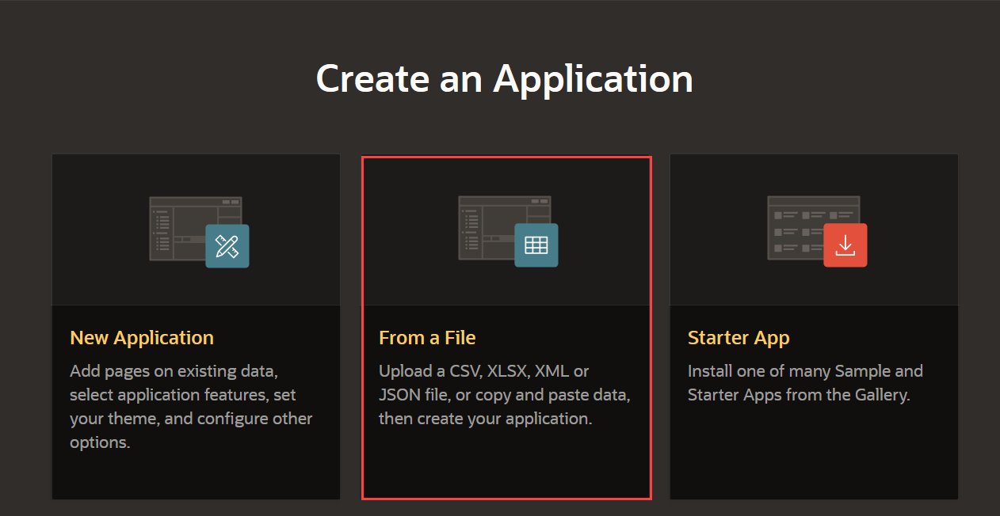 Create an Application
New Application
Add pages on existing data,
select application features, set
your theme, and configure other
options.
From a File
Upload a CSV, XLSX, XML or
JSON file, or copy and paste data,
then create your application.
Starter App
Install one of many Sample and
Starter Apps from the Gallery.